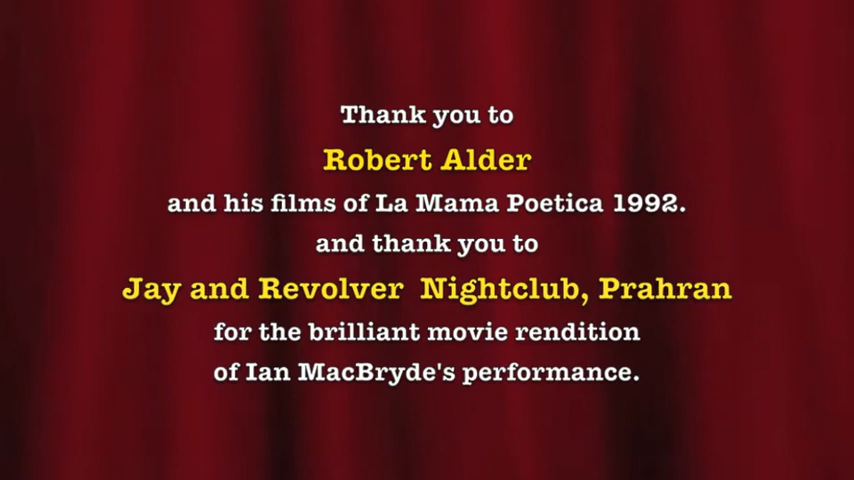 Thank you to
Robert Alder
and his films of La Mama Poetica 1992.
and thank you to
Jay and Revolver  Nightclub, Prahran
for the brilliant movie rendition
of Ian MacBryde's performance.